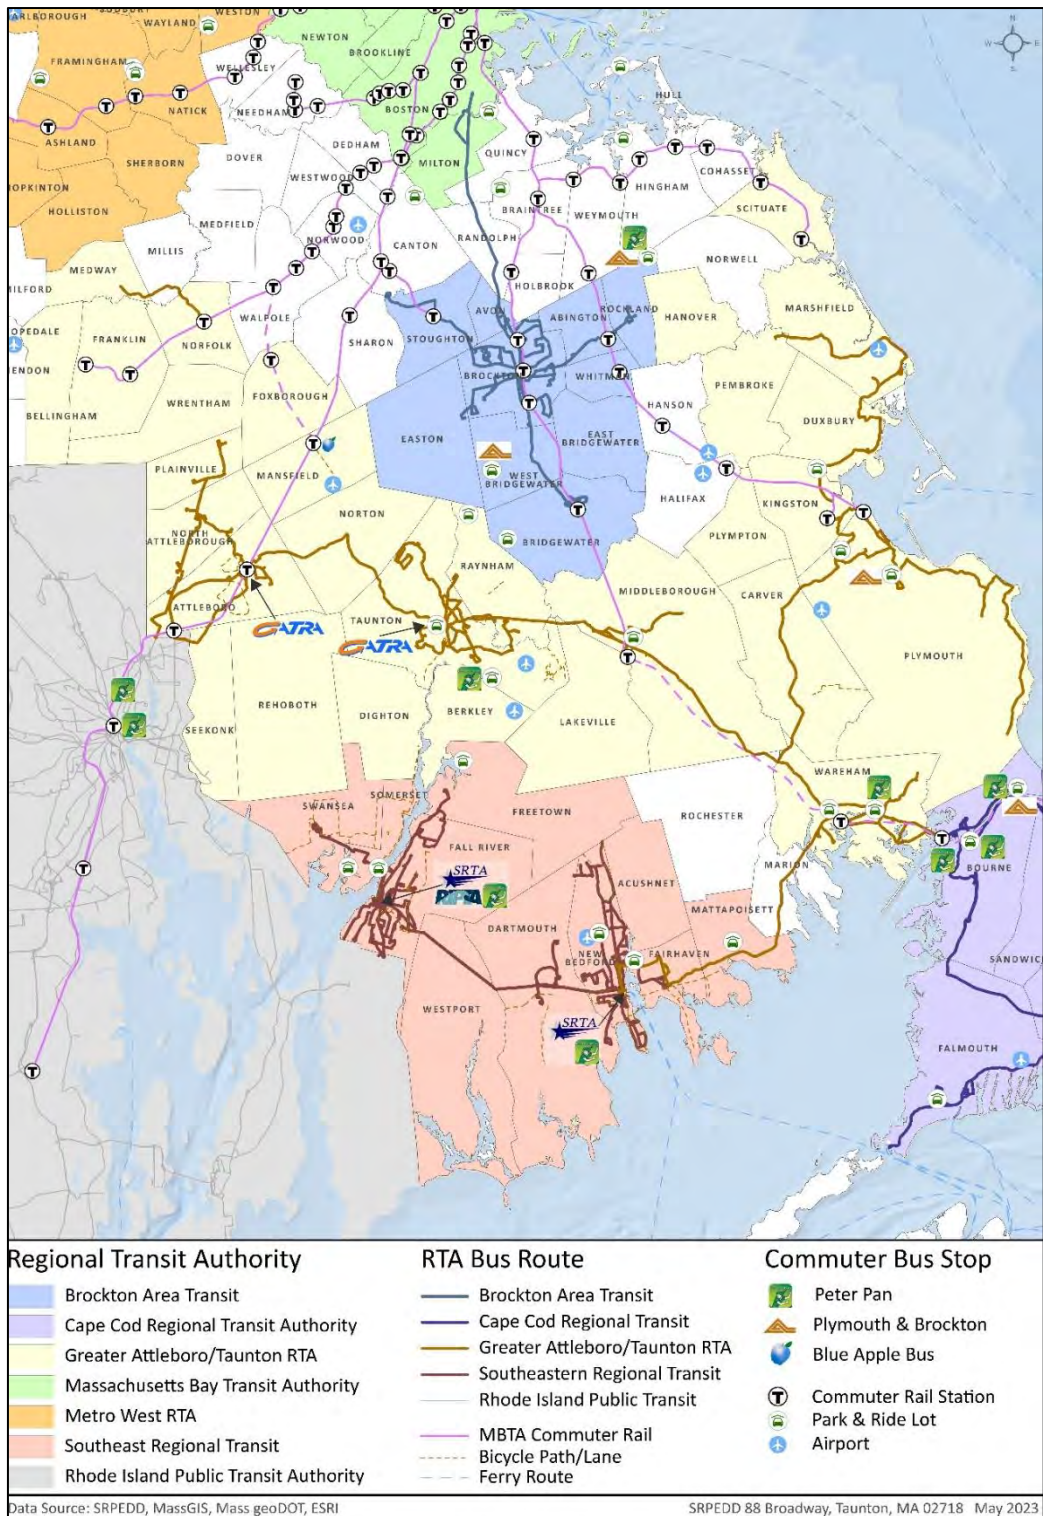 MARLBOROUGH
SUDBURY
WESTON
WAYLAND
NEWTON
FRAMINGHAM
BROOKLINE
WELLESLEY
HULL
NATICK
NEEDHAM
BOSTON
ASHLAND
DEDHAM
QUINCY
SHERBORN
DOVER
MILTON
COHASSET
WESTWOOD
HINGHAM
HOPKINTON
BRAINTREE
SCITUATE
HOLLISTON
WEYMOUTH
MEDFIELD
RANDOLPH
NORWOOD
CANTON
MILLIS
NORWELL
MEDWAY
HOLBROOK
MILFORD
AVON
ROCKLAND
MARSHFIELD
WALPOLE
ABINGTON
HANOVER
HOPEDALE
FRANKLIN
STOUGHTON
SHARON
NORFOLK
MENDON
BROCKTON
WHITMAN
PEMBROKE
FOXBOROUGH
WRENTHAM
HANSON
BELLINGHAM
DUXBURY
EASTON
EAST
BRIDGEWATER
PLAINVILLE
WEST
BRIDGEWATER
MANSFIELD
HALIFAX
KINGSTON
NORTON
NORTH
ATTLEBOROUGH
BRIDGEWATER
PLYMPTON
RAYNHAM
MIDDLEBOROUGH
CARVER
ATTLEBORO
TAUNTON
GATRA
GATRA
PLYMOUTH
REHOBOTH
DIGHTON
BERKLEY
LAKEVILLE
SEEKONK
WAREHAM
SOMERSET
SWANSEA
FREETOWN
ROCHESTER
FALL RIVER
MARION
BOURNE
SRTA
RIPTA
ACUSHNET
MATTAPOISETT
DARTMOUTH
NEW
BEDFORD
FAIRHAVEN
SANDWIC
WESTPORT
SRTA
FALMOUTH
N
W
E
S
Regional Transit Authority
Brockton Area Transit
Cape Cod Regional Transit Authority
Greater Attleboro/Taunton RTA
Massachusetts Bay Transit Authority
Metro West RTA
Southeast Regional Transit
Rhode Island Public Transit Authority
RTA Bus Route
Brockton Area Transit
Cape Cod Regional Transit
Greater Attleboro/Taunton RTA
Southeastern Regional Transit
Rhode Island Public Transit
MBTA Commuter Rail
Bicycle Path/Lane
Ferry Route
Commuter Bus Stop
Peter Pan
Plymouth & Brockton
Blue Apple Bus
T Commuter Rail Station
Park & Ride Lot
Airport
Data Source: SRPEDD, MassGIS, Mass geoDOT, ESRI
SRPEDD 88 Broadway, Taunton, MA 02718 May 2023